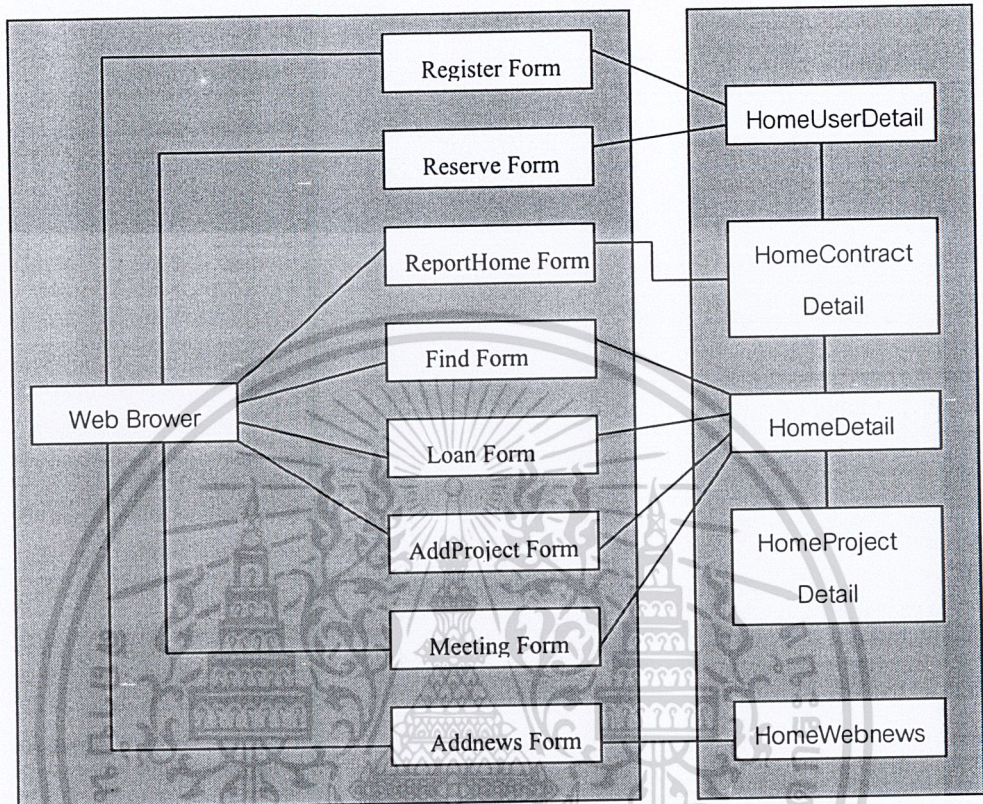 Register Form
HomeUserDetail
Reserve Form
ReportHome Form
HomeContract
Detail
Find Form
Web Brower
HomeDetail
Loan Form
AddProject Form
HomeProject
Detail
Meeting Form
Addnews Form
HomeWebnews